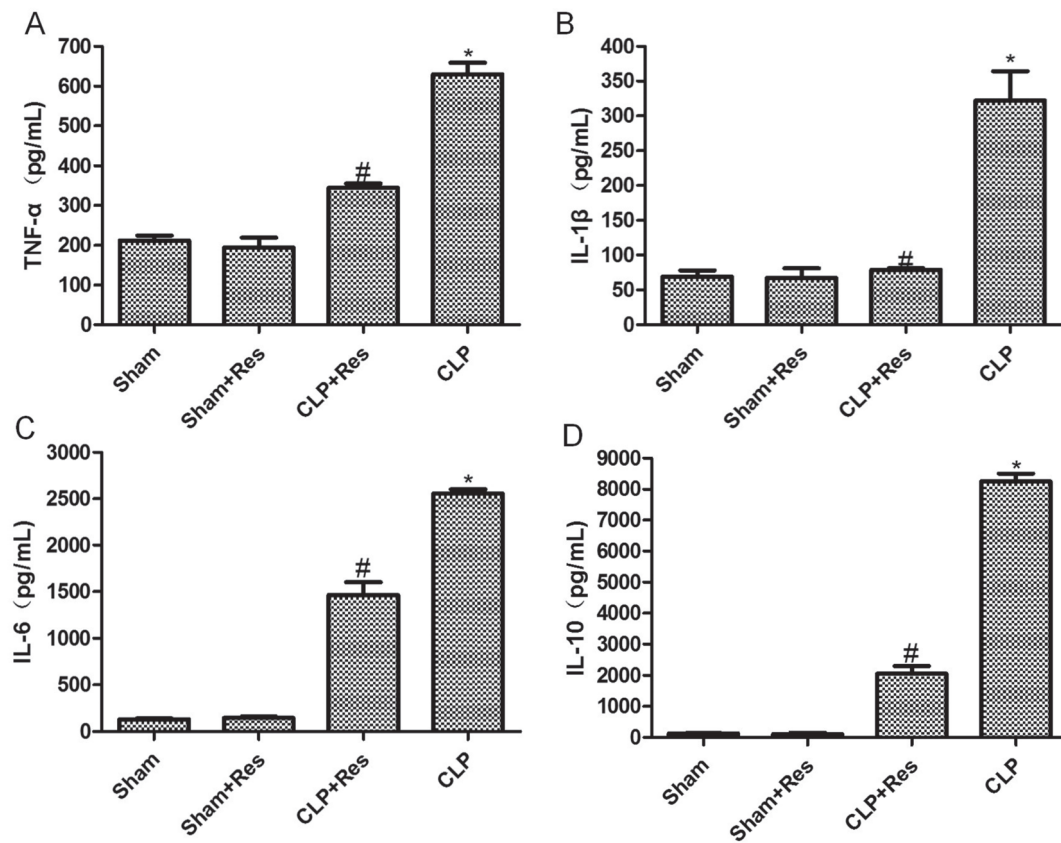 A
TNF-α（pg/mL)
700
600
500
400
300
200
100
0
*
#
Sham
Sham+Res
CLP+Res
CLP
B
IL-1β（pg/mL)
400
350
300
250
200
150
100
50
0
*
#
Sham
Sham+Res
CLP+Res
CLP
C
IL-6（pg/mL)
3000
2500
2000
1500
1000
500
0
*
#
Sham
Sham+Res
CLP+Res
CLP
D
IL-10（pg/mL)
9000
8000
7000
6000
5000
4000
3000
2000
1000
0
*
#
Sham
Sham+Res
CLP+Res
CLP